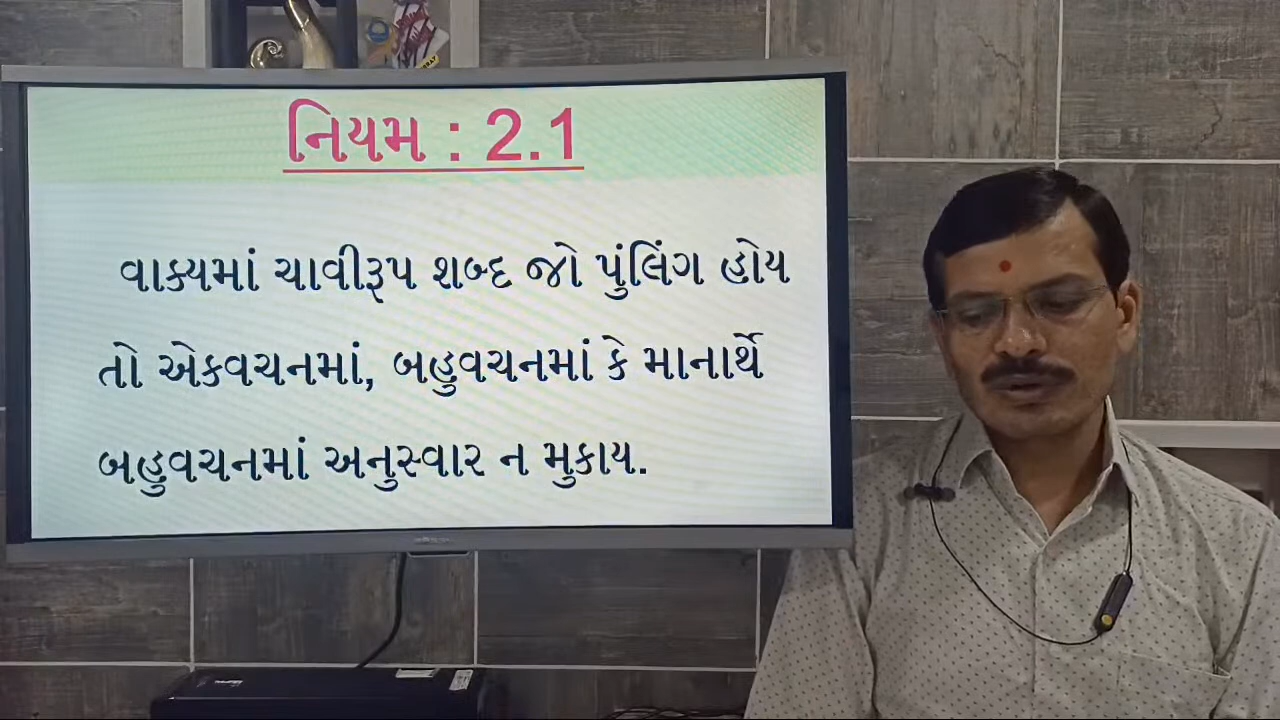 નિયમ : 2.1
વાક્યમાં ચાવીરૂપ શબ્દ જો પુંલિંગ હોય
તો એકવચનમાં, બહુવચનમાં કે માનાર્થે
બહુવચનમાં અનુસ્વાર ન મુકાય.